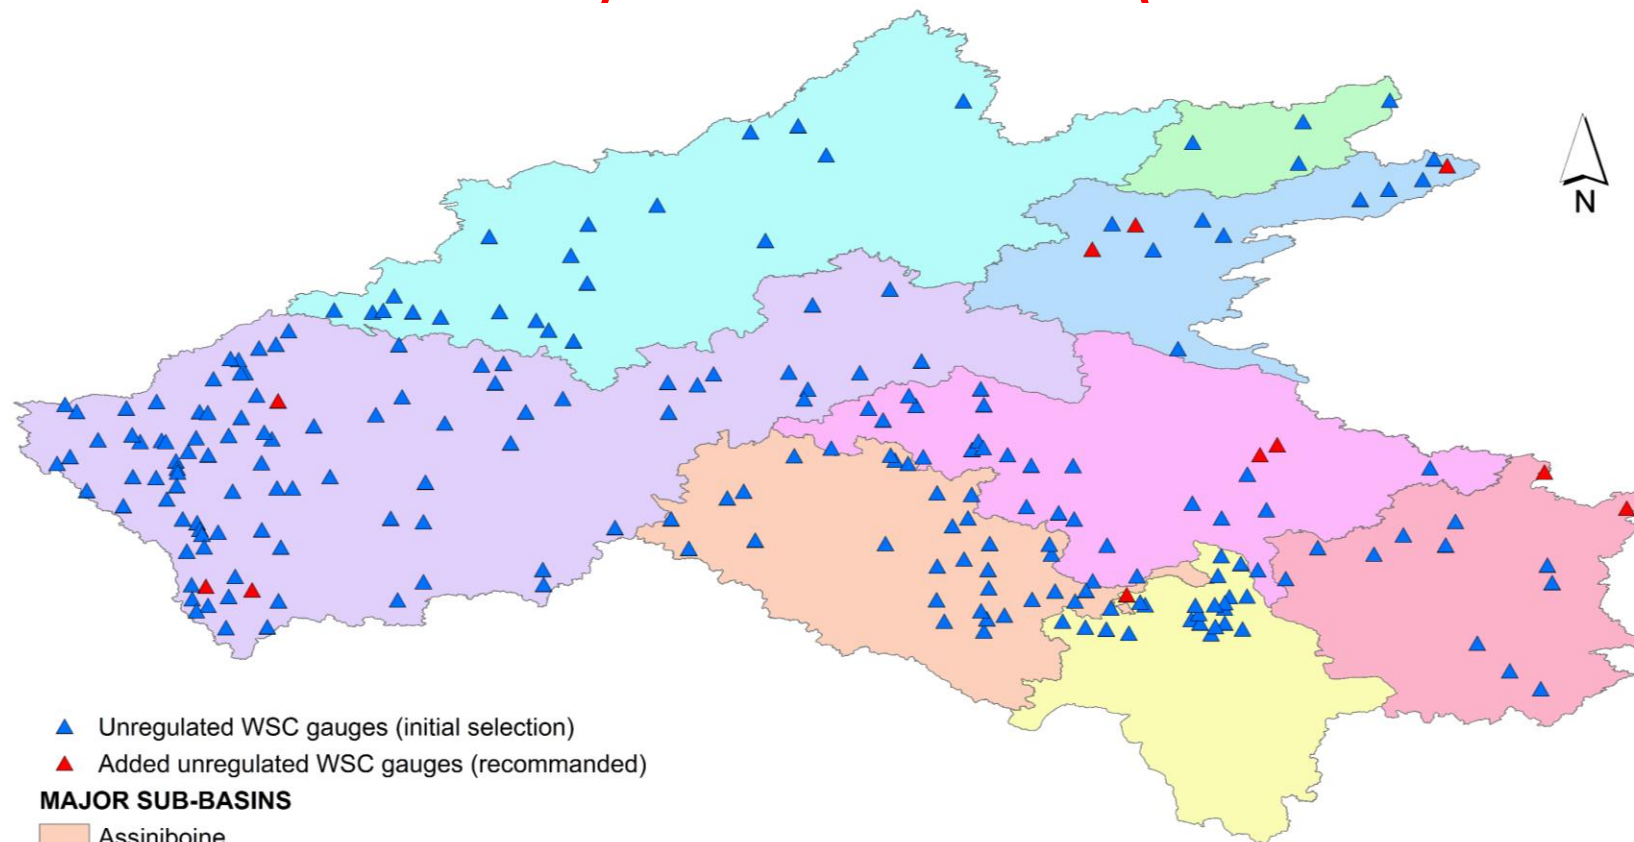 N
Unregulated WSC gauges (initial selection)
Added unregulated WSC gauges (recommanded)
MAJOR SUB-BASINS
Assiniboine